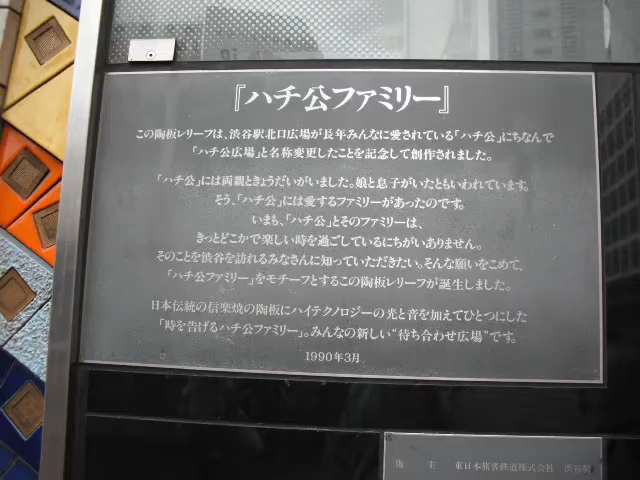 『ハチ公ファミリー』
この陶板レリーフは、渋谷駅北口広場が長年みんなに愛されている「ハチ公」にちなんで
「ハチ公広場」と名称変更したことを記念して創作されました。
「ハチ公」には両親ときょうだいがいました。娘と息子がいたともいわれています。
そう、「ハチ公」には愛するファミリーがあったのです。
いまも、「ハチ公」とそのファミリーは、
きっとどこかで楽しい時を過ごしているにちがいありません。
そのことを渋谷を訪れるみなさんに知っていただきたい。そんな願いをこめて、
「ハチ公ファミリー」をモチーフとするこの陶板レリーフが誕生しました。
日本伝統の信楽焼の陶板にハイテクノロジーの光と音を加えてひとつにした
「時を告げるハチ公ファミリー」。みんなの新しい“待ち合わせ広場”です。
1990年3月
施 主 東日本旅客鉄道株式会社 渋谷駅